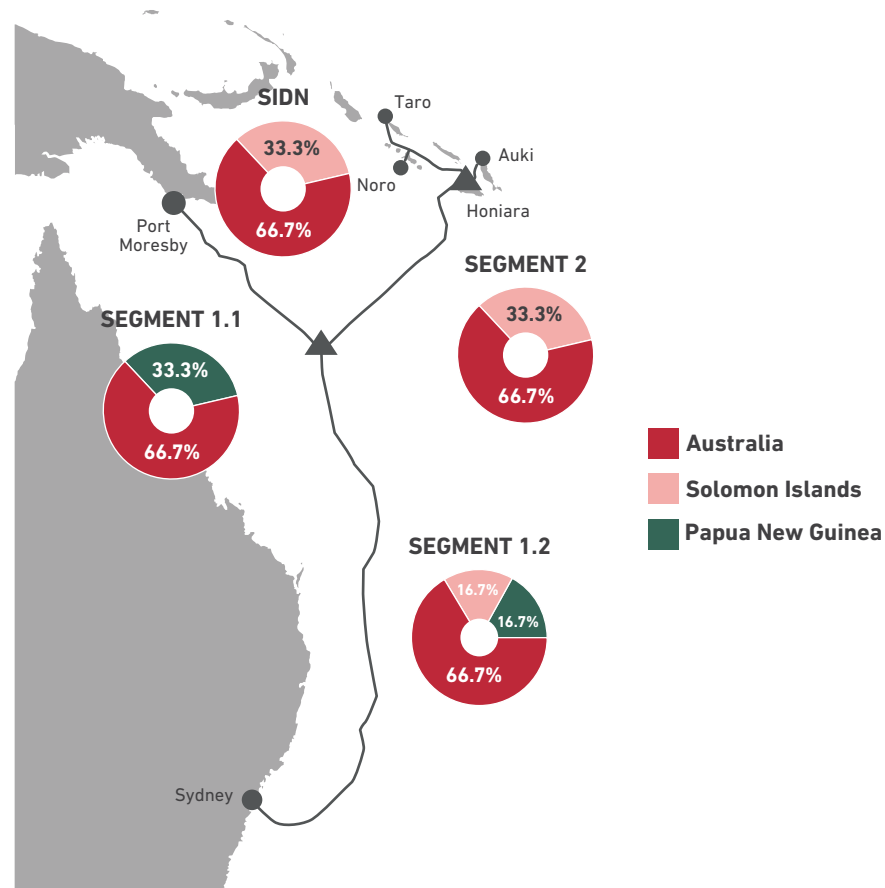 SIDN
33.3%
66.7%
Taro
Auki
Noro
Honiara
Port
Moresby
SEGMENT 2
33.3%
66.7%
SEGMENT 1.1
33.3%
66.7%
Australia
Solomon Islands
Papua New Guinea
SEGMENT 1.2
16.7%
16.7%
66.7%
Sydney